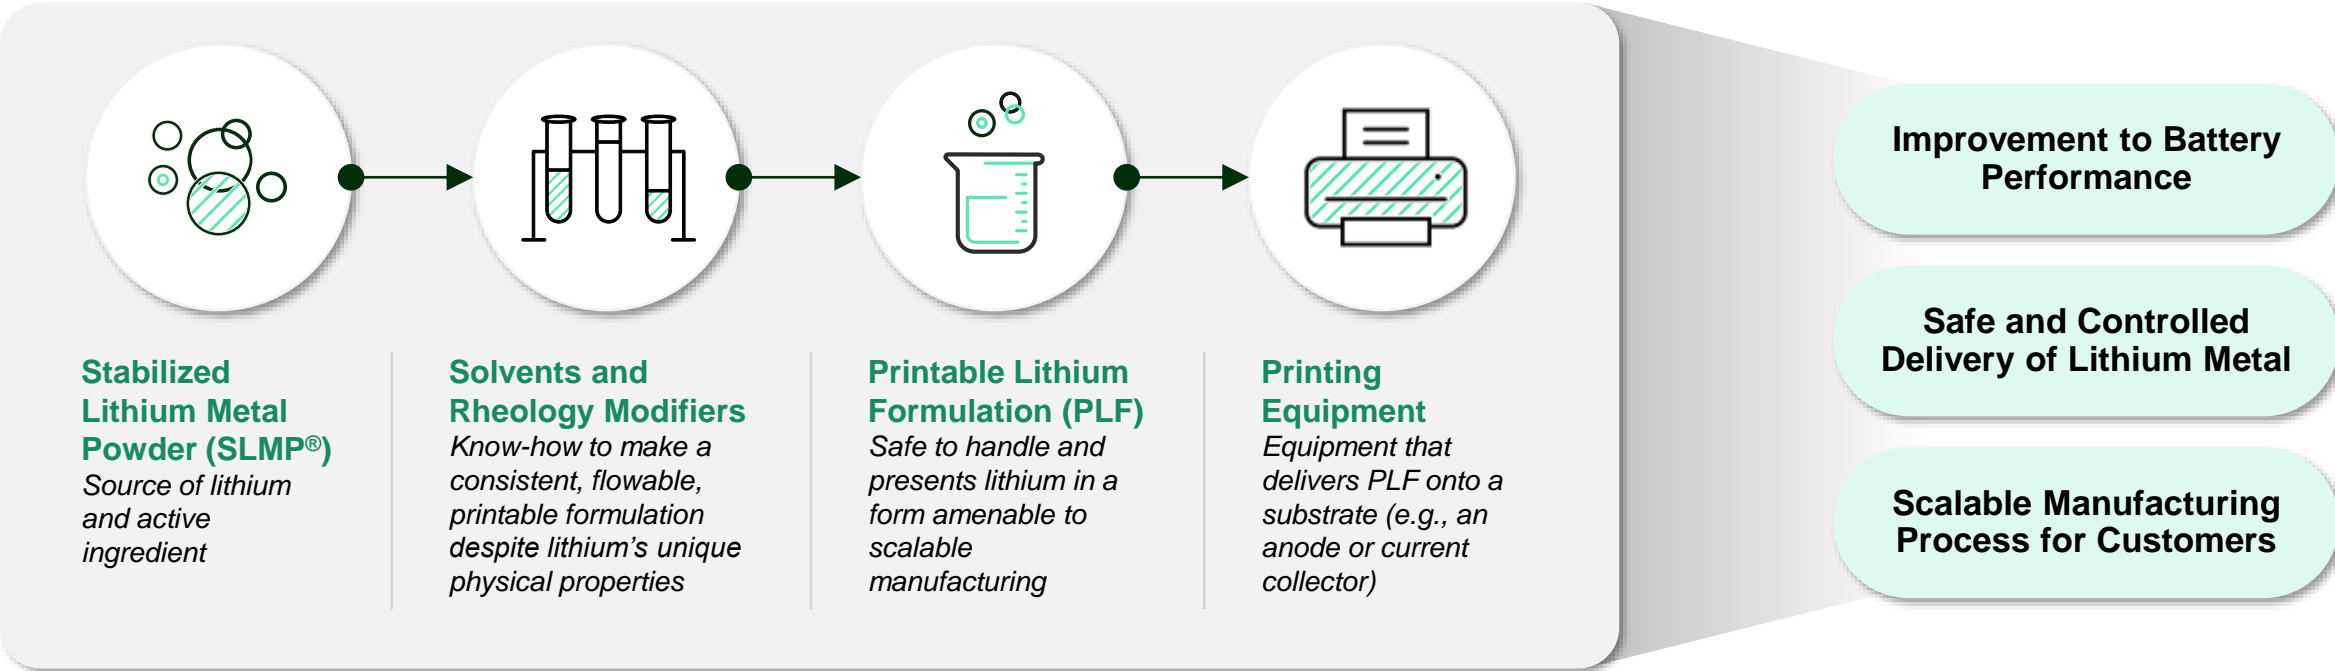 Stabilized
Lithium Metal
Powder (SLMP®)
Source of lithium
and active
ingredient
Solvents and
Rheology Modifiers
Know-how to make a
consistent, flowable,
printable formulation
despite lithium’s unique
physical properties
Printable Lithium
Formulation (PLF)
Safe to handle and
presents lithium in a
form amenable to
scalable
manufacturing
Printing
Equipment
Equipment that
delivers PLF onto a
substrate (e.g., an
anode or current
collector)
Improvement to Battery
Performance
Safe and Controlled
Delivery of Lithium Metal
Scalable Manufacturing
Process for Customers